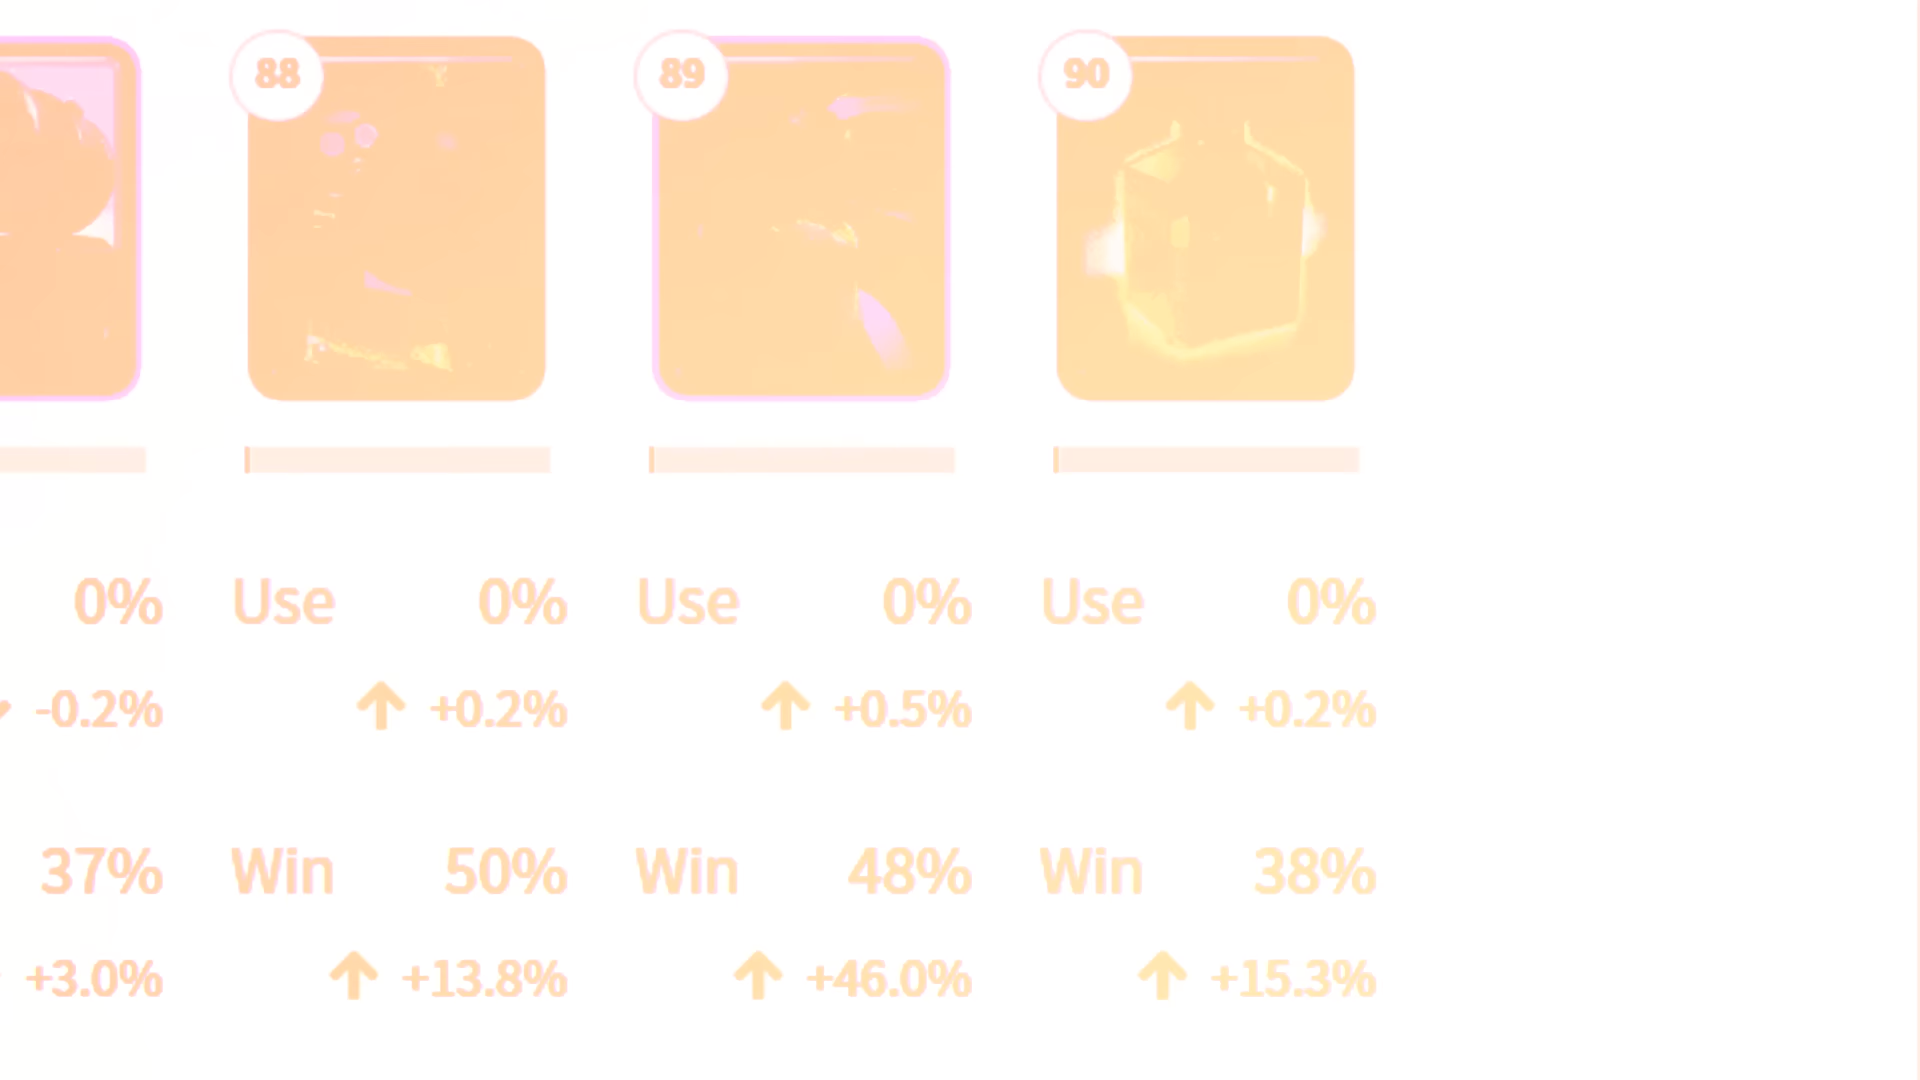 88 89 90
0% Use 0% Use 0% Use 0%
-0.2% +0.2% +0.5% +0.2%
37% Win 50% Win 48% Win 38%
+3.0% +13.8% +46.0% +15.3%